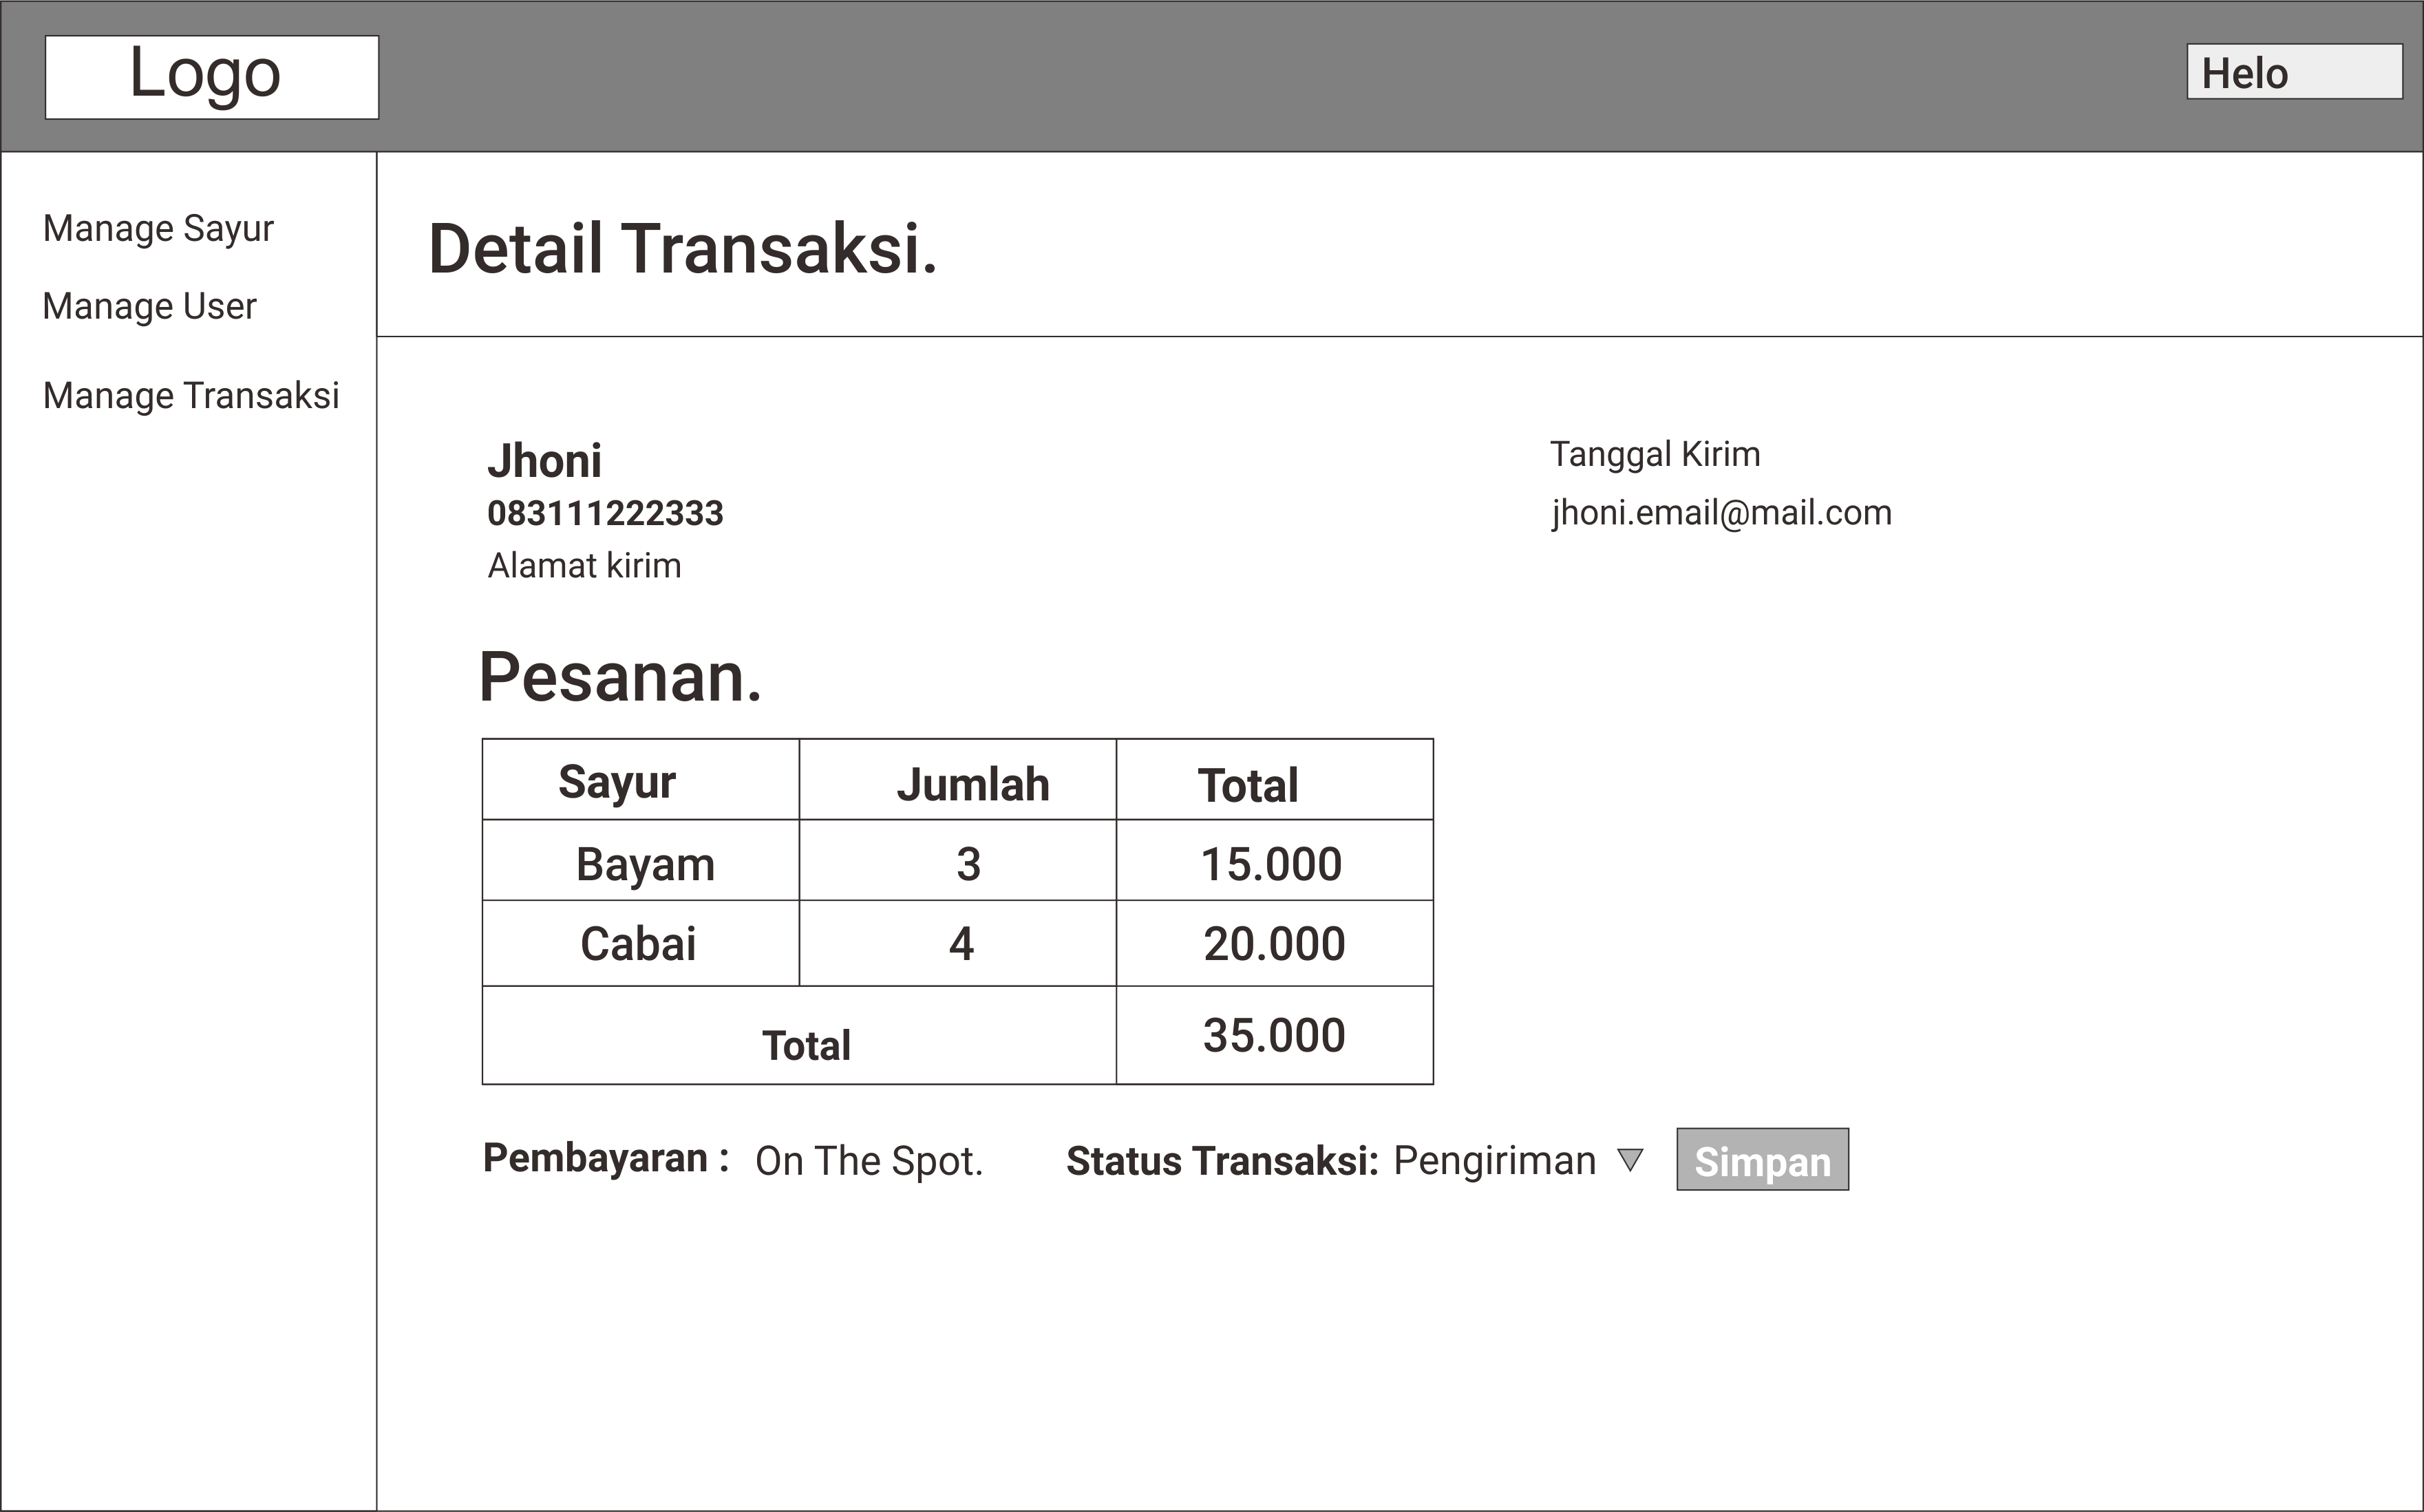 Logo
Helo
Manage Sayur
Manage User
Manage Transaksi
Detail Transaksi.
Jhoni
083111222333
Alamat kirim
Tanggal Kirim
jhoni.email@mail.com
Pesanan.
Sayur Jumlah Total
Bayam 3 15.000
Cabai 4 20.000
Total 35.000
Pembayaran : On The Spot. Status Transaksi: Pengiriman Simpan